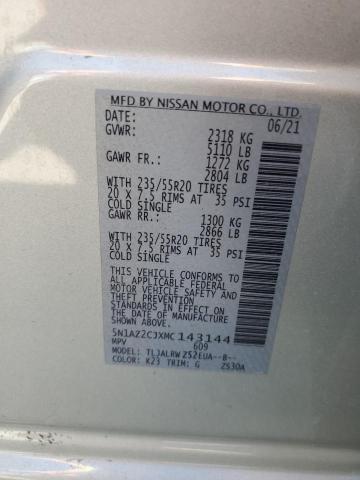 MFD BY NISSAN MOTOR CO., LTD.
DATE: 06/21
GVWR: 2318 KG
5110 LB
GAWR FR.: 1272 KG
2804 LB
WITH 235/55R20 TIRES
20 X 7.5 RIMS AT 35 PSI
COLD SINGLE
GAWR RR.: 1300 KG
2866 LB
WITH 235/55R20 TIRES
20 X 7.5 RIMS AT 35 PSI
COLD SINGLE
THIS VEHICLE CONFORMS TO ALL
APPLICABLE FEDERAL
MOTOR VEHICLE SAFETY, BUMPER, AND
THEFT PREVENTION STANDARDS
IN EFFECT ON THE DATE OF
MANUFACTURE SHOWN ABOVE.
5N1AZ2CJXMC143144
MPV 609
MODEL: TLJALRWZS2EUA--B--
COLOR: K23 TRIM: G ZS30A